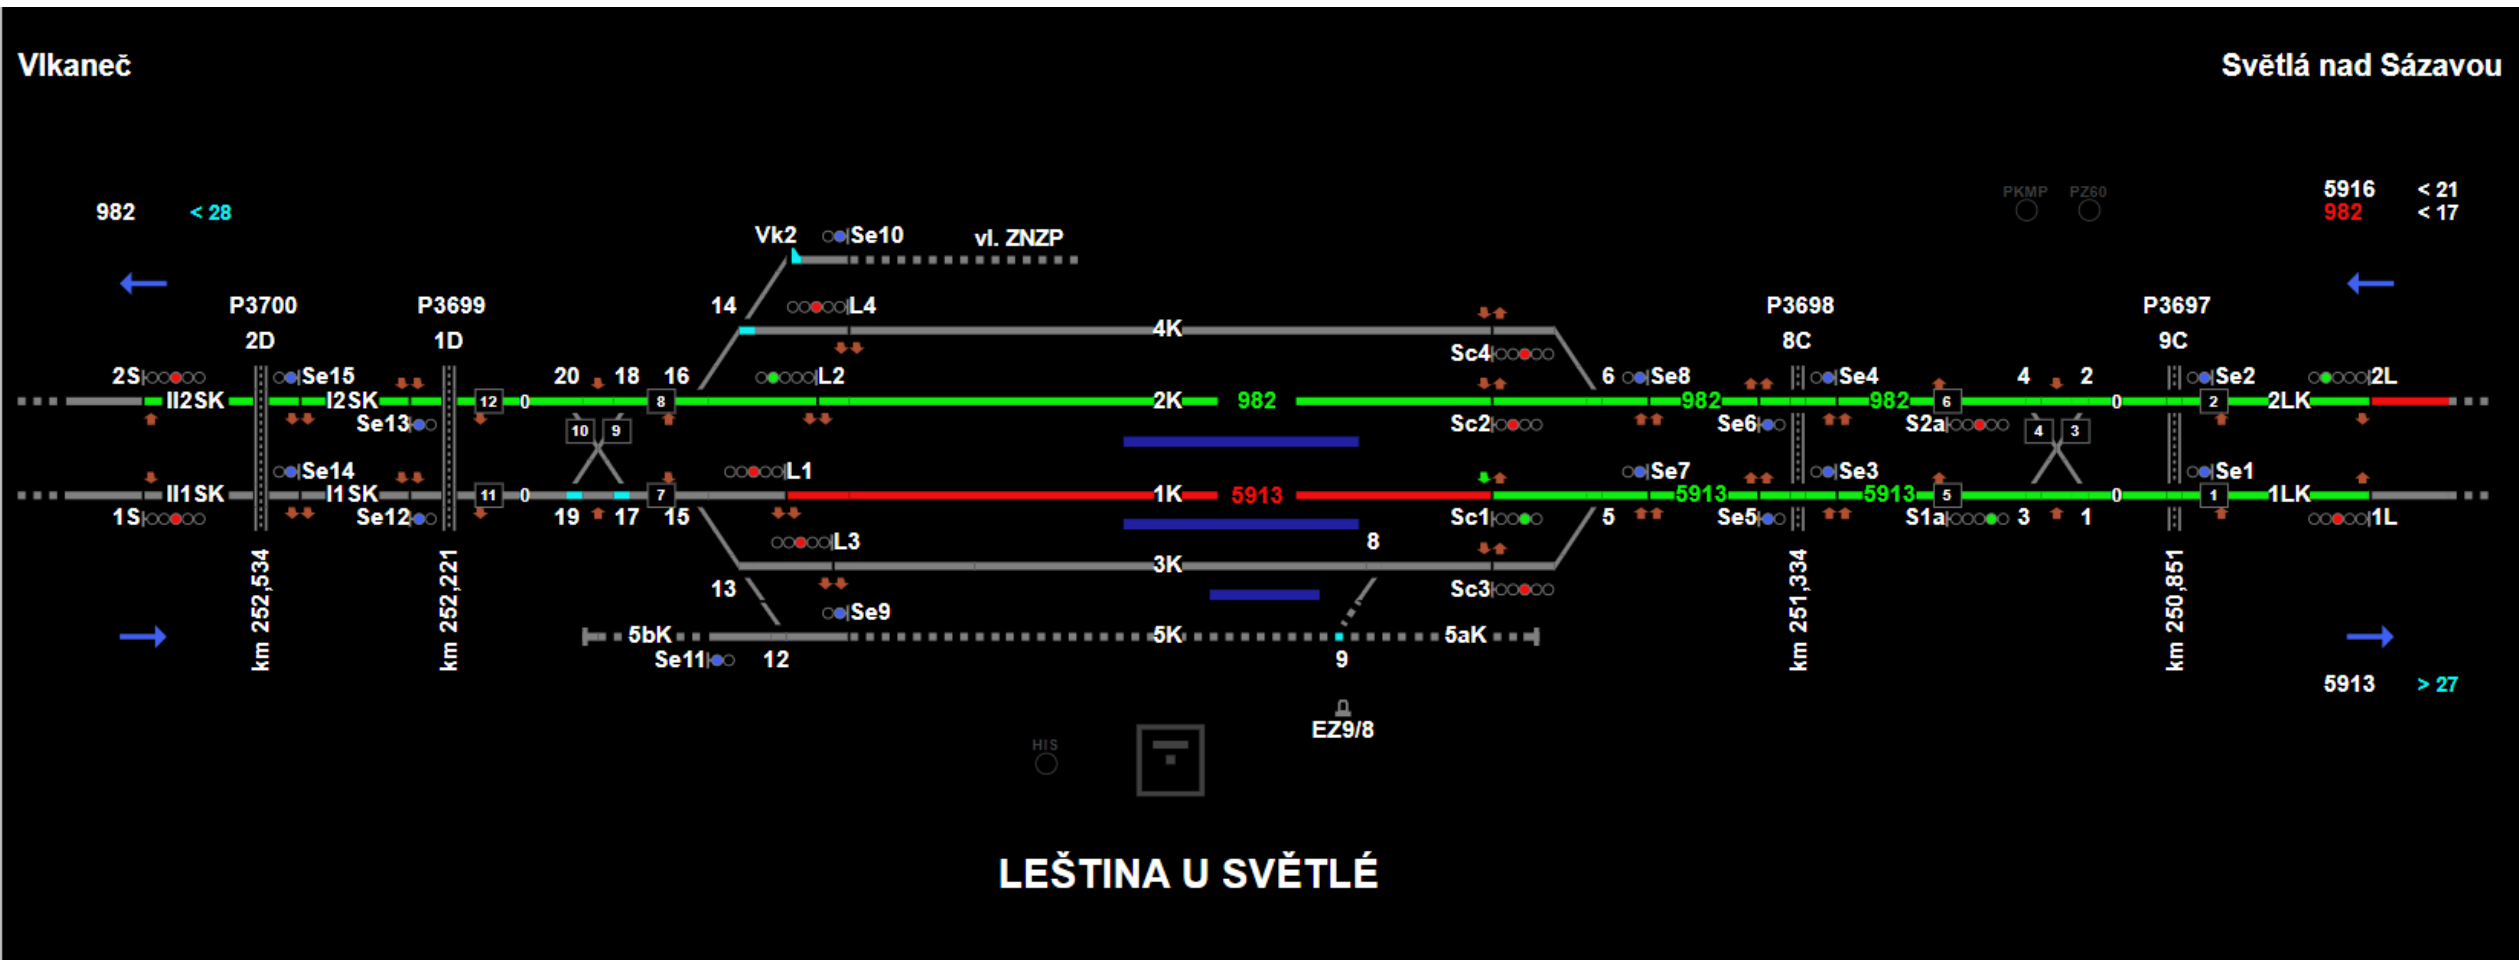 Vlkaneč Světlá nad Sázavou
PKMP PZ60 5916 < 21
982 < 28 982 < 17
Vk2 Se10 vl. ZNZP
P3700 P3699 14 L4 P3698 P3697
2D 1D 4K Sc4 8C 9C
2S Se15 20 18 16 L2 6 Se8 Se4 4 2 Se2 2L
II2SK I2SK 12 0 8 2K 982 982 982 6 0 2 2LK
Se13 10 9 Sc2 Se6 S2a 4 3
Se14 L1 Se7 Se3 Se1
II1SK I1SK 11 0 7 1K 5913 5913 5913 5 0 1 1LK
1S Se12 19 17 15 Sc1 5 Se5 S1a 3 1 1L
L3 8
3K
13 Sc3
Se9
km 252,534 km 252,221 km 251,334 km 250,851
5bK 5K 5aK
Se11 12 9
5913 > 27
EZ9/8
HIS
LEŠTINA U SVĚTLÉ